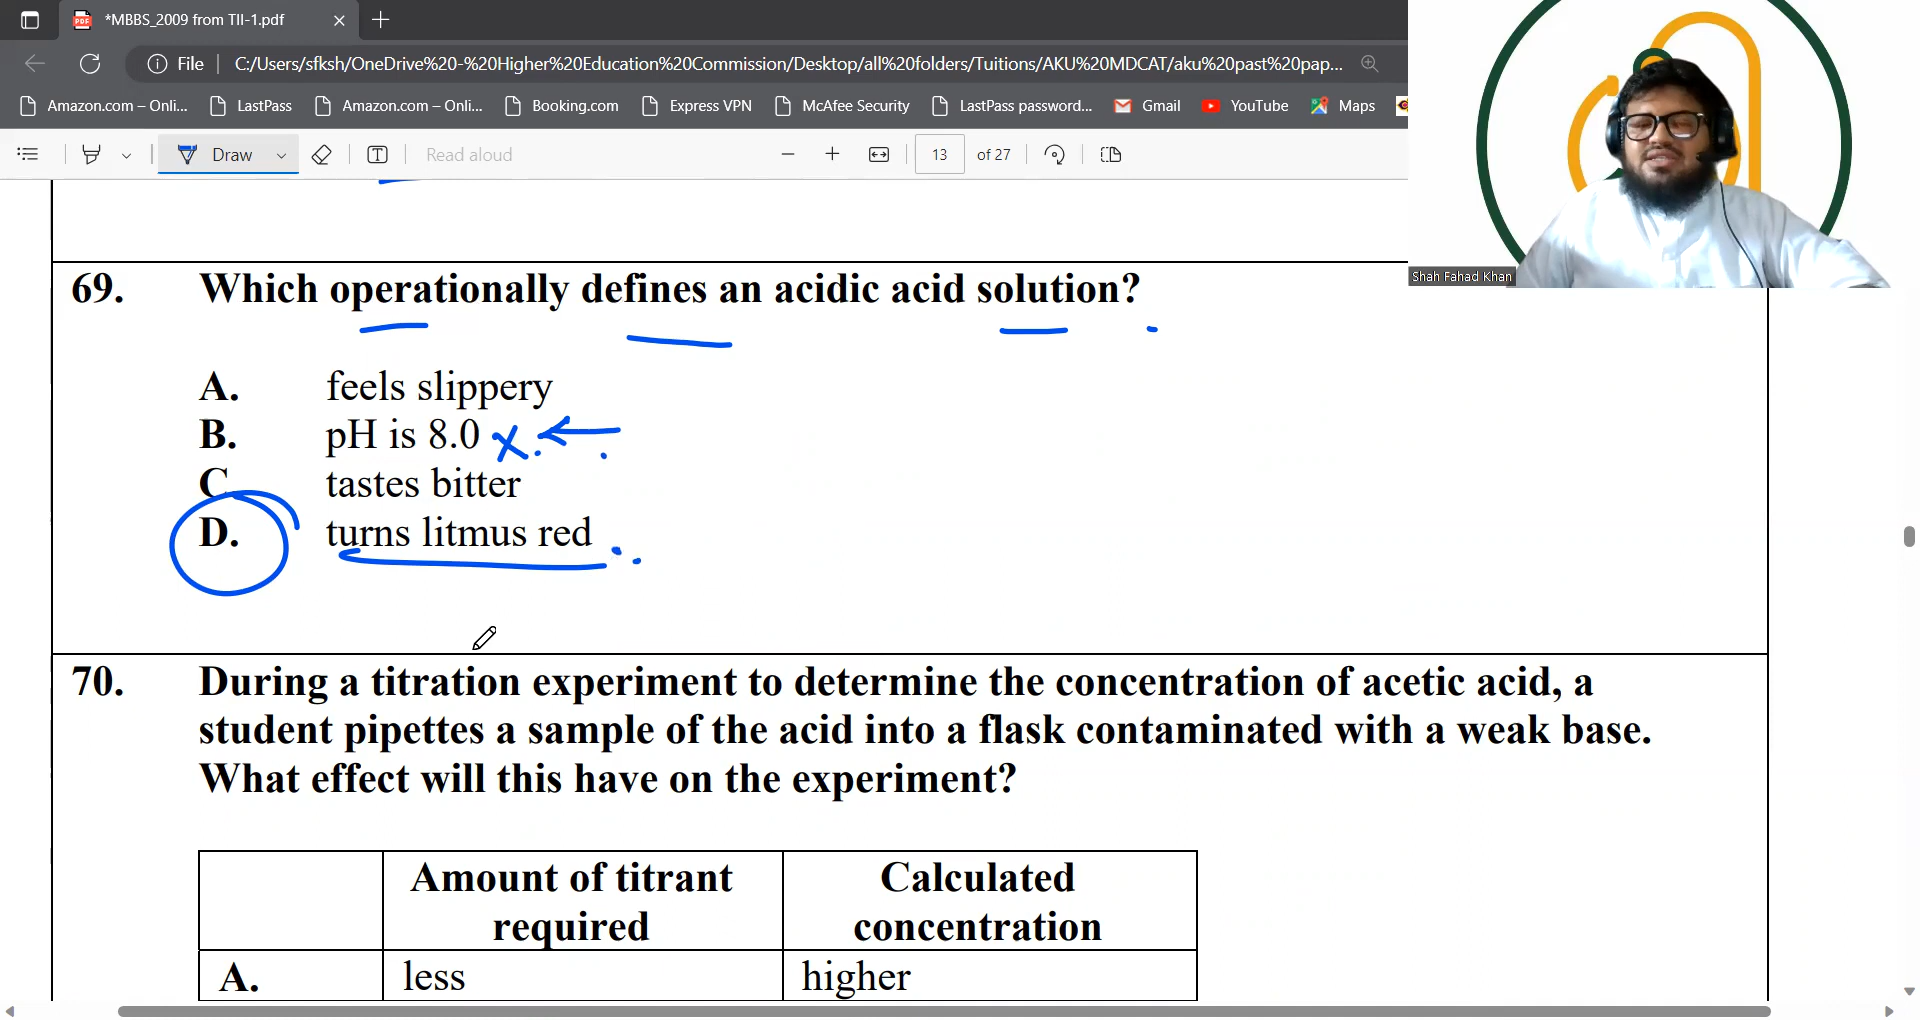 *MBBS_2009 from TII-1.pdf
File
C:/Users/sfksh/OneDrive%20-%20Higher%20Education%20Commission/Desktop/all%20folders/Tuitions/AKU%20MDCAT/aku%20past%20pap...
Amazon.com – Onli...
LastPass
Amazon.com – Onli...
Booking.com
Express VPN
McAfee Security
LastPass password...
Gmail
YouTube
Maps
Draw
Read aloud
13
of 27
Shah Fahad Khan
69. Which operationally defines an acidic acid solution?
A. feels slippery
B. pH is 8.0
C tastes bitter
D. turns litmus red
70. During a titration experiment to determine the concentration of acetic acid, a
student pipettes a sample of the acid into a flask contaminated with a weak base.
What effect will this have on the experiment?
Amount of titrant
required
Calculated
concentration
A. less higher